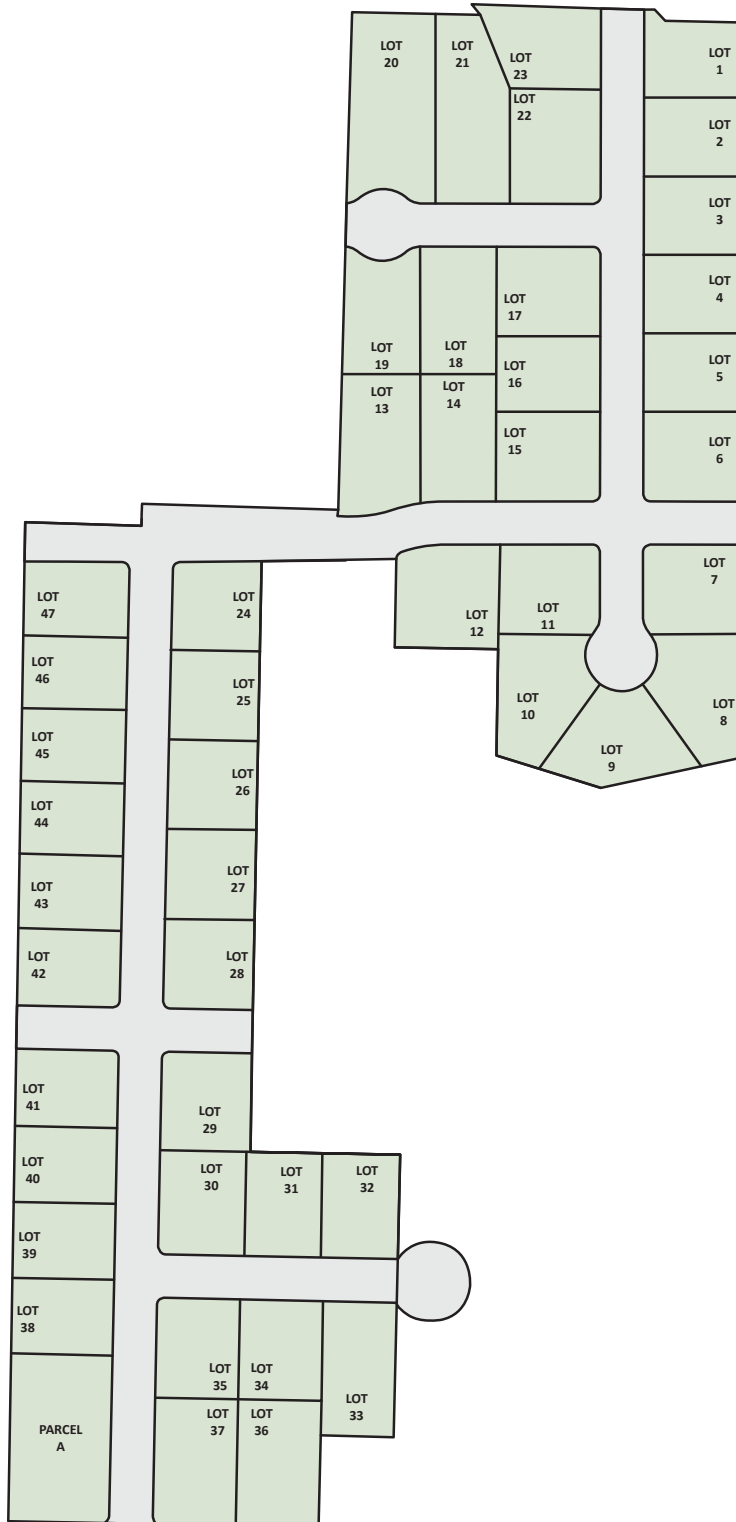 LOT
20
LOT
21
LOT
23
LOT
22
LOT
1
LOT
2
LOT
3
LOT
4
LOT
5
LOT
6
LOT
17
LOT
16
LOT
15
LOT
19
LOT
18
LOT
13
LOT
14
LOT
7
LOT
8
LOT
9
LOT
10
LOT
11
LOT
12
LOT
47
LOT
46
LOT
45
LOT
44
LOT
43
LOT
42
LOT
24
LOT
25
LOT
26
LOT
27
LOT
28
LOT
41
LOT
40
LOT
39
LOT
38
PARCEL
A
LOT
29
LOT
30
LOT
31
LOT
32
LOT
35
LOT
34
LOT
33
LOT
37
LOT
36